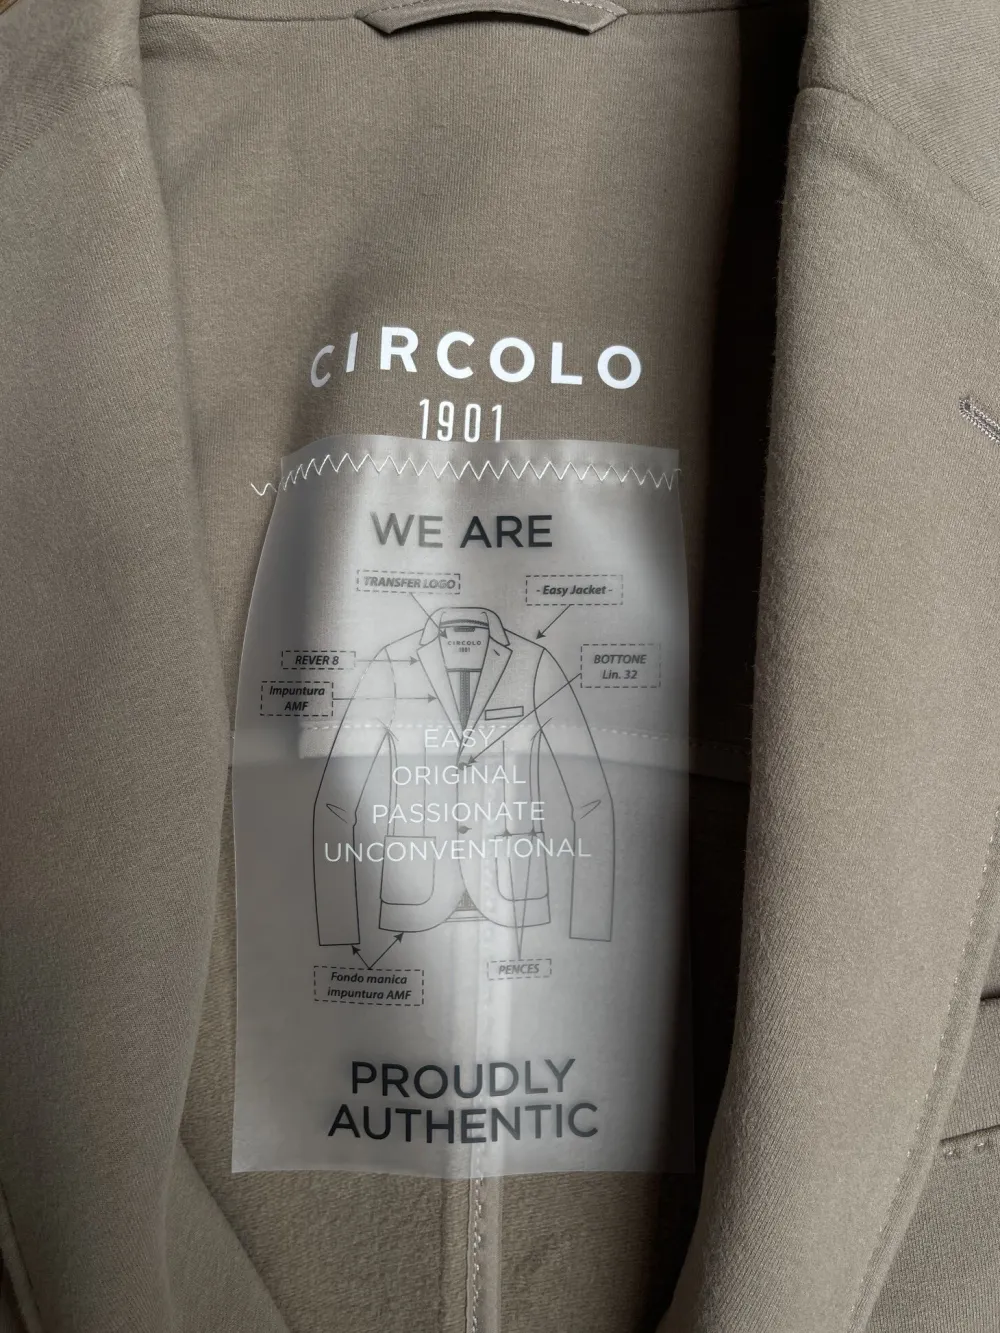 CIRCOLO
1901
WE ARE
TRANSFER LOGO
- Easy Jacket -
CIRCOLO
1901
REVER 8
BOTTONE
Lin. 32
Impuntura
AMF
EASY
ORIGINAL
PASSIONATE
UNCONVENTIONAL
Fondo manica
impuntura AMF
PENCES
PROUDLY
AUTHENTIC